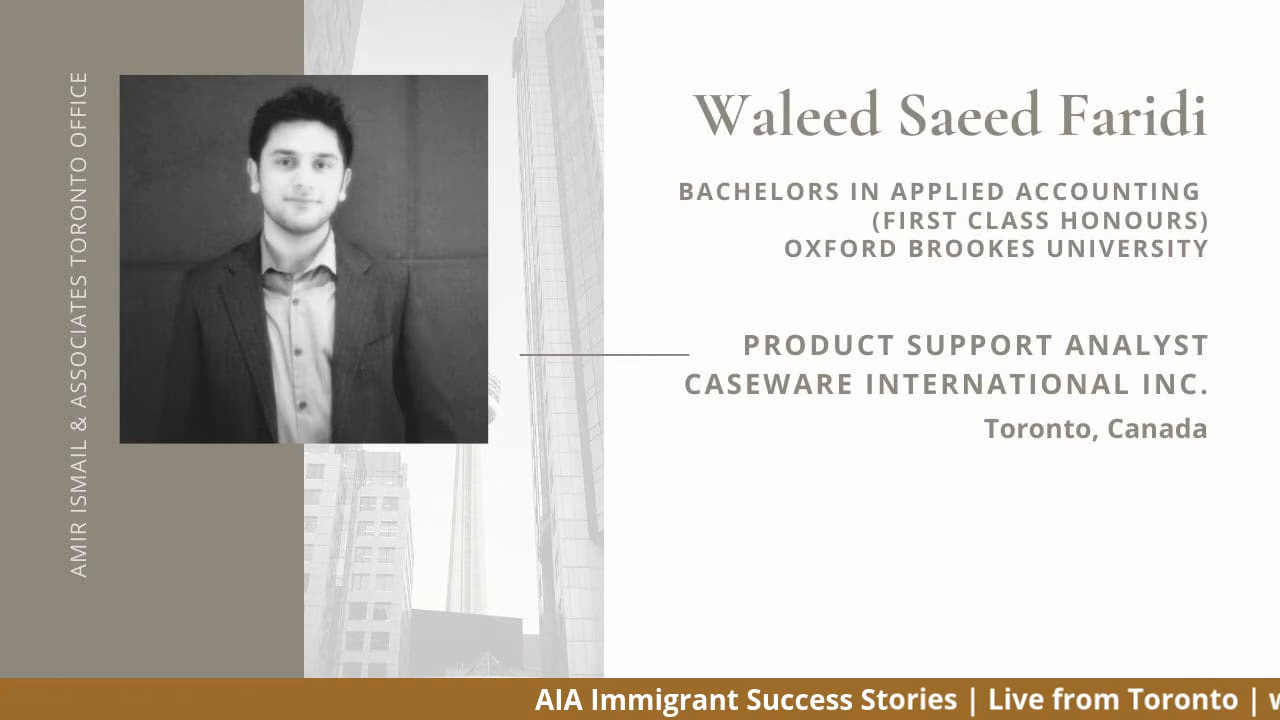 AMIR ISMAIL & ASSOCIATES TORONTO OFFICE
Waleed Saeed Faridi
BACHELORS IN APPLIED ACCOUNTING
(FIRST CLASS HONOURS)
OXFORD BROOKES UNIVERSITY
PRODUCT SUPPORT ANALYST
CASEWARE INTERNATIONAL INC.
Toronto, Canada
AIA Immigrant Success Stories | Live from Toronto |